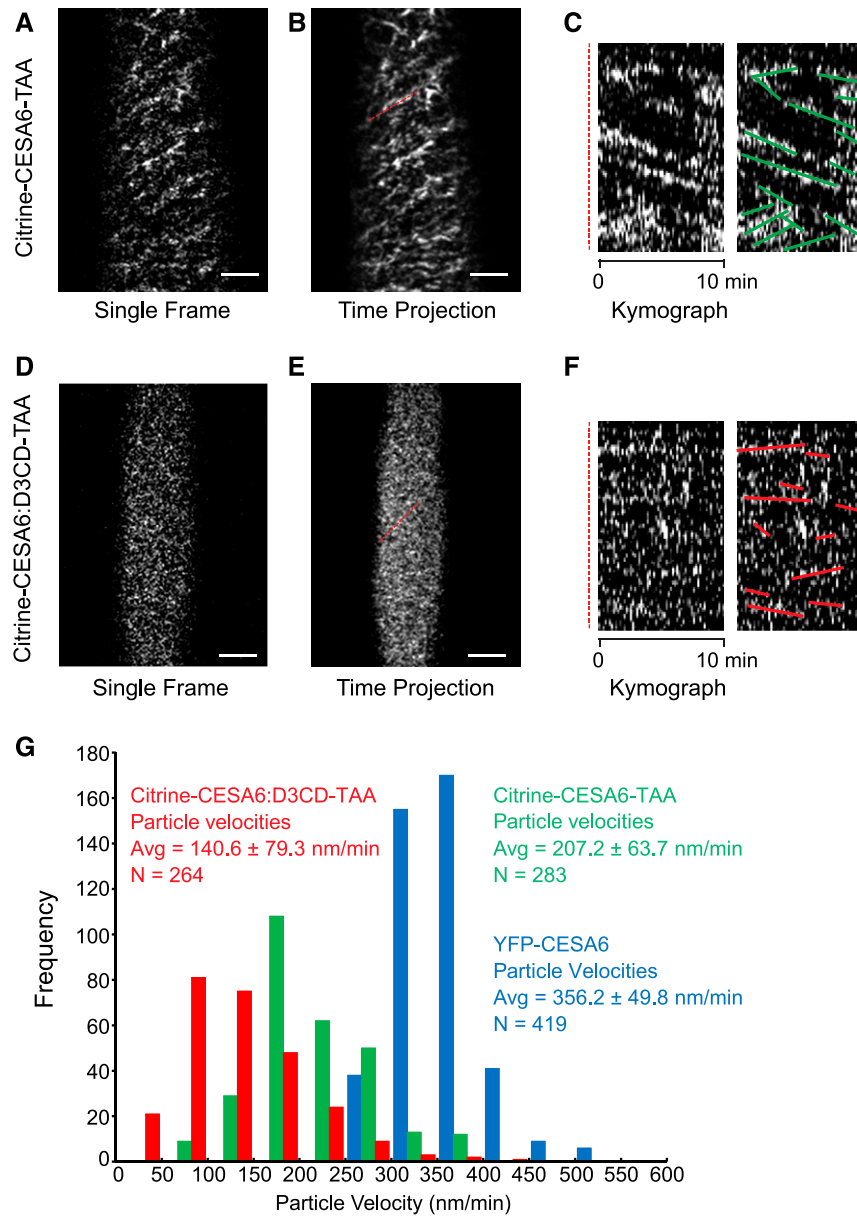 A
B
C
Citrine-CESA6-TAA
Single Frame
Time Projection
0 10 min
Kymograph
D
E
F
Citrine-CESA6:D3CD-TAA
Single Frame
Time Projection
0 10 min
Kymograph
G
Frequency
180
160
140
120
100
80
60
40
20
0
Citrine-CESA6:D3CD-TAA
Particle velocities
Avg = 140.6 ± 79.3 nm/min
N = 264
Citrine-CESA6-TAA
Particle velocities
Avg = 207.2 ± 63.7 nm/min
N = 283
YFP-CESA6
Particle Velocities
Avg = 356.2 ± 49.8 nm/min
N = 419
0 50 100 150 200 250 300 350 400 450 500 550 600
Particle Velocity (nm/min)